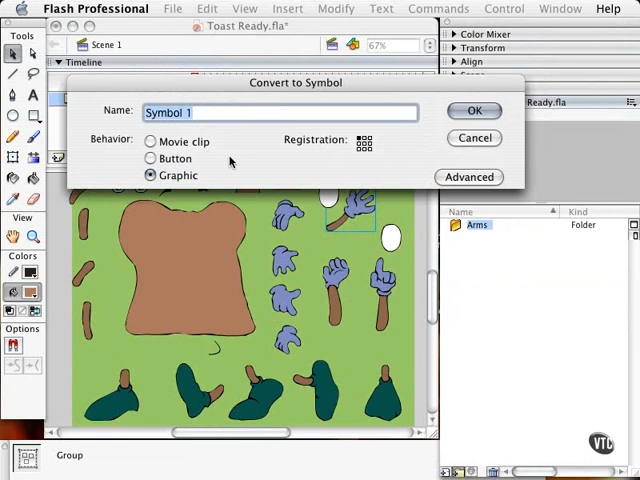 Flash Professional File Edit View Insert Modify Text Commands Control Window Help
Tools
Toast Ready.fla*
Scene 1
67%
Timeline
Color Mixer
Transform
Align
Convert to Symbol
Name: Symbol 1
OK
Ready.fla
Behavior: Movie clip
Registration:
Cancel
Button
Graphic
Advanced
View
Name Kind
Arms Folder
Colors
Options
VTC
Group